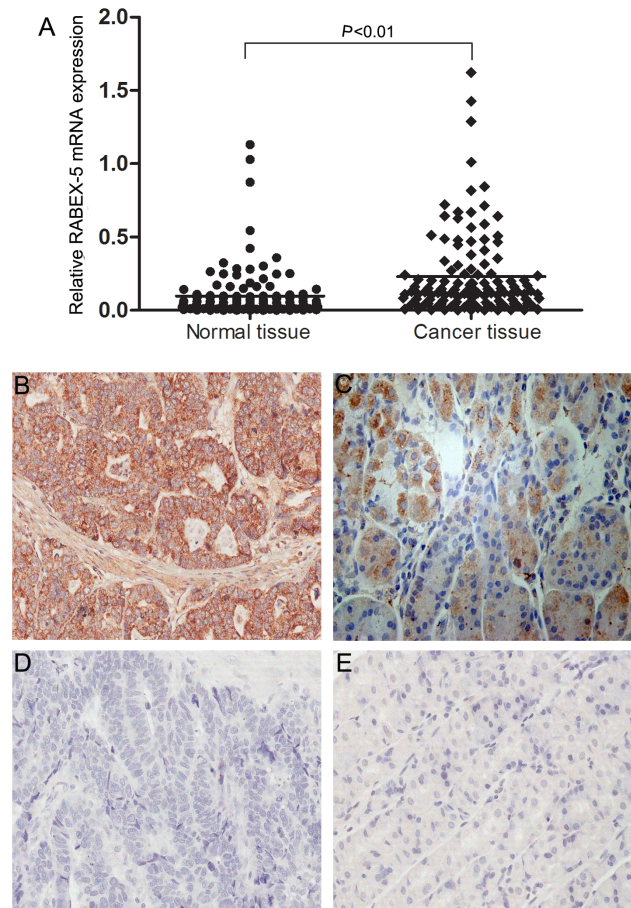 A
Relative RABEX-5 mRNA expression
2.0
1.5
1.0
0.5
0.0
P<0.01
Normal tissue
Cancer tissue
B
C
D
E